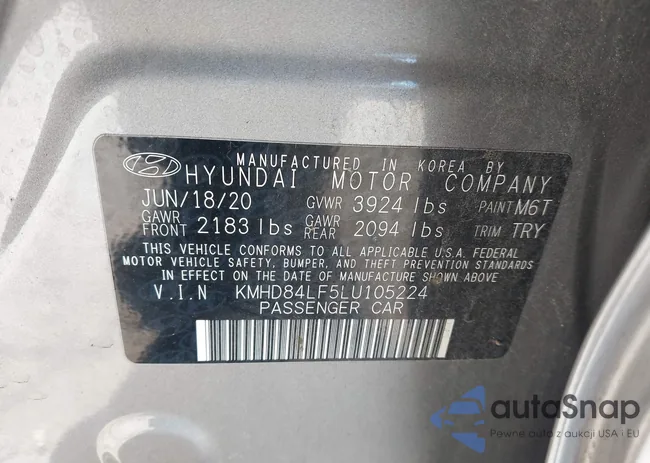 MANUFACTURED IN KOREA BY
HYUNDAI MOTOR COMPANY
JUN/18/20 GVWR 3924 lbs PAINT M6T
GAWR FRONT 2183 lbs GAWR REAR 2094 lbs TRIM TRY
THIS VEHICLE CONFORMS TO ALL APPLICABLE U.S.A. FEDERAL
MOTOR VEHICLE SAFETY, BUMPER, AND THEFT PREVENTION STANDARDS
IN EFFECT ON THE DATE OF MANUFACTURE SHOWN ABOVE.
V.I.N KMHD84LF5LU105224
PASSENGER CAR
autoSnap
Pewne auto z aukcji USA i EU